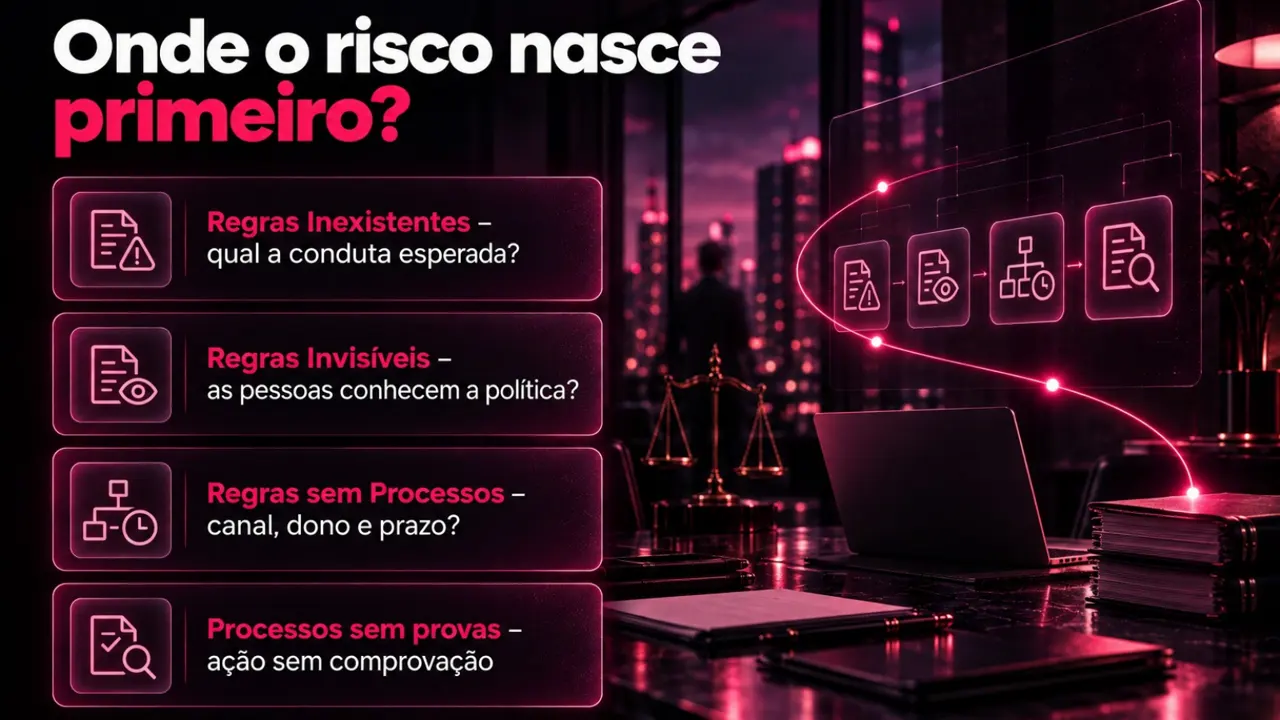 Onde o risco nasce
primeiro?
Regras Inexistentes –
qual a conduta esperada?
Regras Invisíveis –
as pessoas conhecem a política?
Regras sem Processos –
canal, dono e prazo?
Processos sem provas –
ação sem comprovação